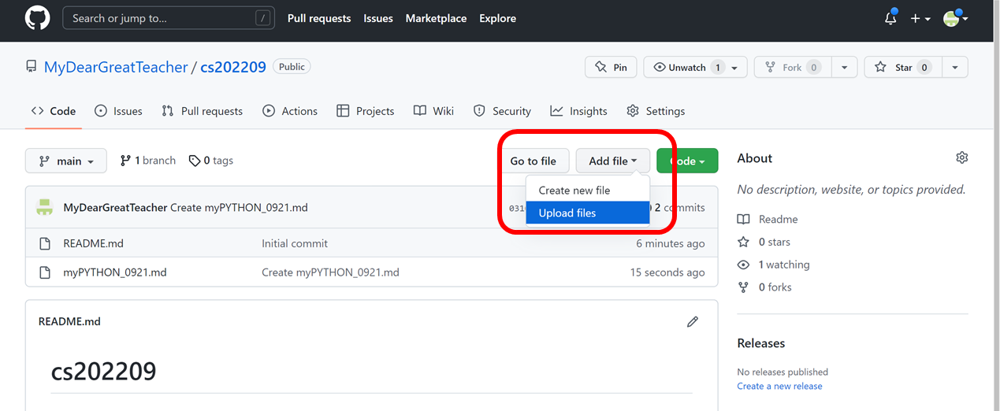 Search or jump to... / Pull requests Issues Marketplace Explore
MyDearGreatTeacher / cs202209 Public Pin Unwatch 1 Fork 0 Star 0
Code Issues Pull requests Actions Projects Wiki Security Insights Settings
main 1 branch 0 tags Go to file Add file Code
Create new file
Upload files
MyDearGreatTeacher Create myPYTHON_0921.md 2 commits
README.md Initial commit 6 minutes ago
myPYTHON_0921.md Create myPYTHON_0921.md 15 seconds ago
README.md
cs202209
About
No description, website, or topics provided.
Readme
0 stars
1 watching
0 forks
Releases
No releases published
Create a new release